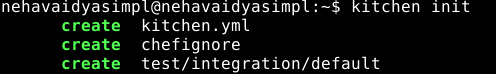 nehavaidyasimpl@nehavaidyasimpl:~$ kitchen init
create kitchen.yml
create chefignore
create test/integration/default